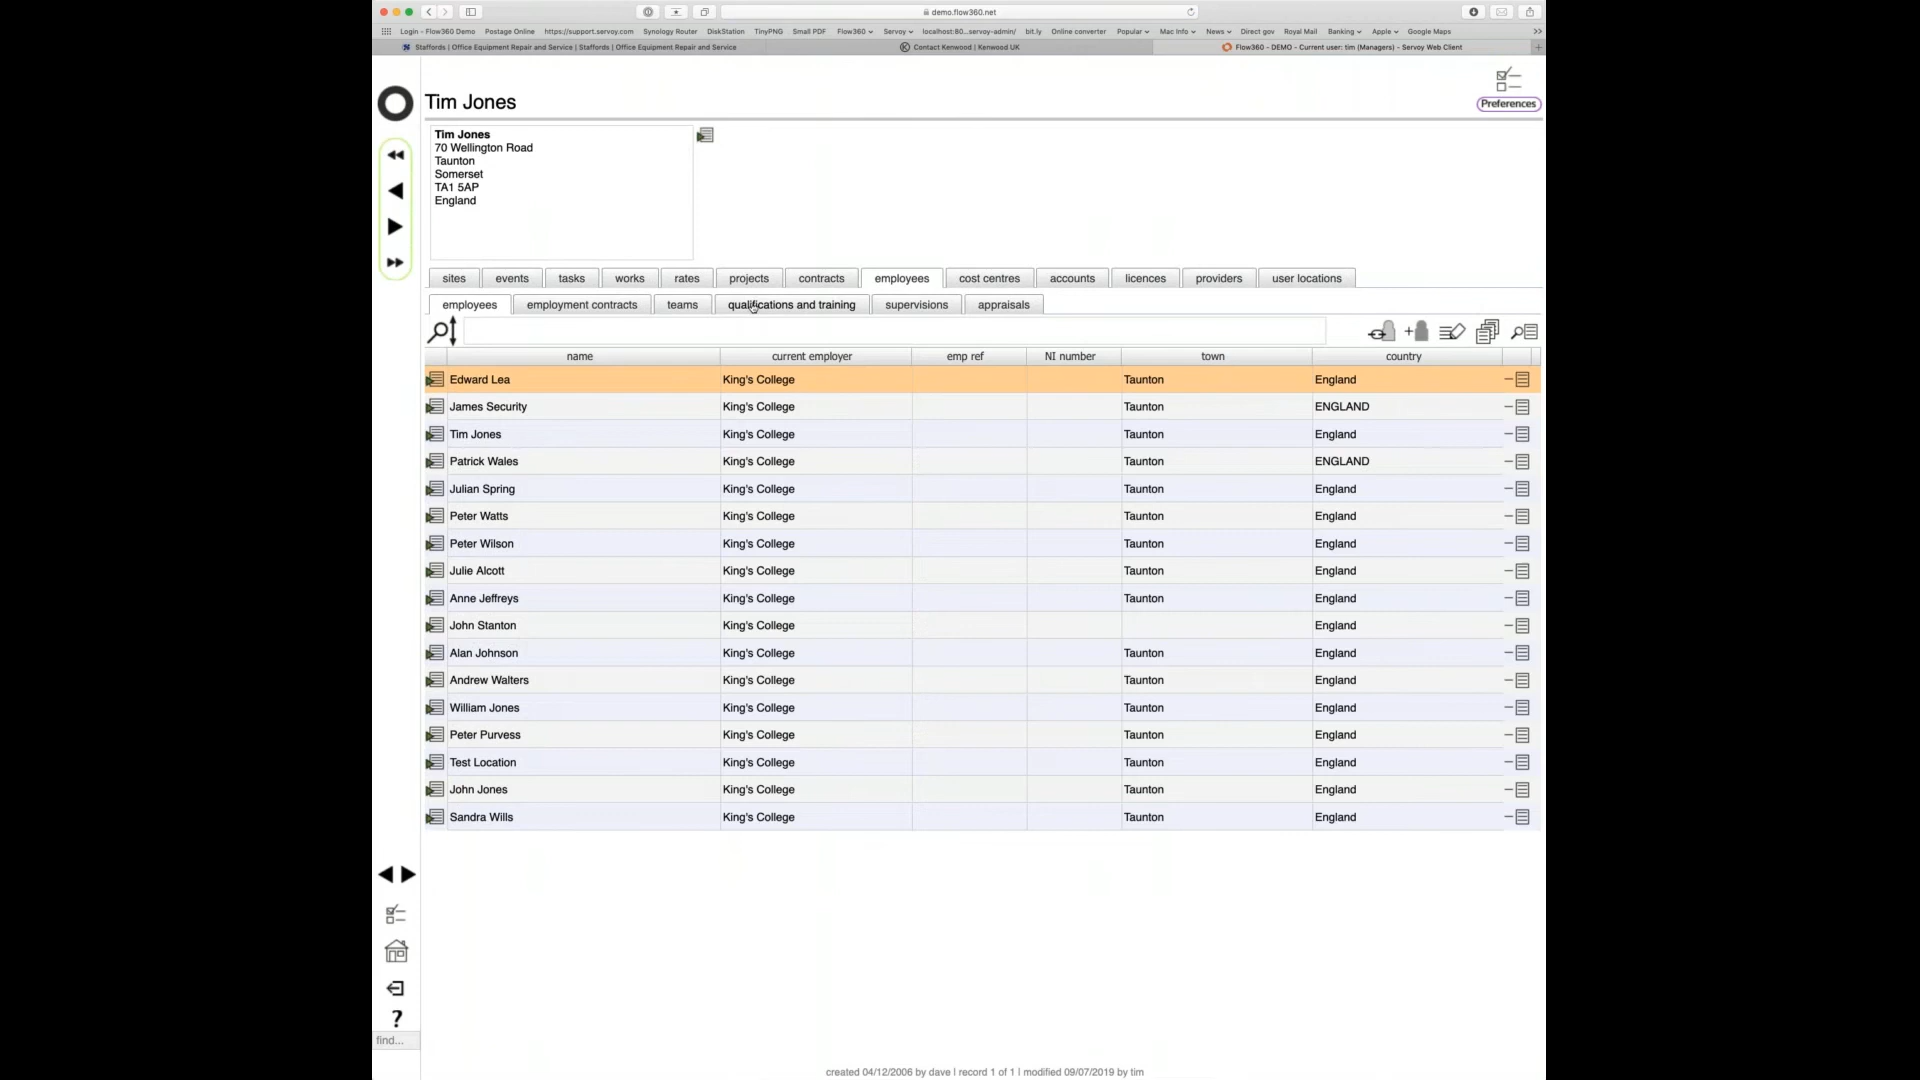 demo.flow360.net
Login - Flow360 Demo Postage Online https://support.servoy.com Synology Router DiskStation TinyPNG Small PDF Flow360 Servoy localhost:80...servoy-admin/ bit.ly Online converter Popular Mac Info News Direct gov Royal Mail Banking Apple Google Maps >>
Staffords | Office Equipment Repair and Service | Staffords | Office Equipment Repair and Service Contact Kenwood | Kenwood UK Flow360 - DEMO - Current user: tim (Managers) - Servoy Web Client +
Tim Jones
Preferences
Tim Jones
70 Wellington Road
Taunton
Somerset
TA1 5AP
England
sites events tasks works rates projects contracts employees cost centres accounts licences providers user locations
employees employment contracts teams qualifications and training supervisions appraisals
name current employer emp ref NI number town country
Edward Lea King's College Taunton England
James Security King's College Taunton ENGLAND
Tim Jones King's College Taunton England
Patrick Wales King's College Taunton ENGLAND
Julian Spring King's College Taunton England
Peter Watts King's College Taunton England
Peter Wilson King's College Taunton England
Julie Alcott King's College Taunton England
Anne Jeffreys King's College Taunton England
John Stanton King's College England
Alan Johnson King's College Taunton England
Andrew Walters King's College Taunton England
William Jones King's College Taunton England
Peter Purvess King's College Taunton England
Test Location King's College Taunton England
John Jones King's College Taunton England
Sandra Wills King's College Taunton England
?
find...
created 04/12/2006 by dave | record 1 of 1 | modified 09/07/2019 by tim